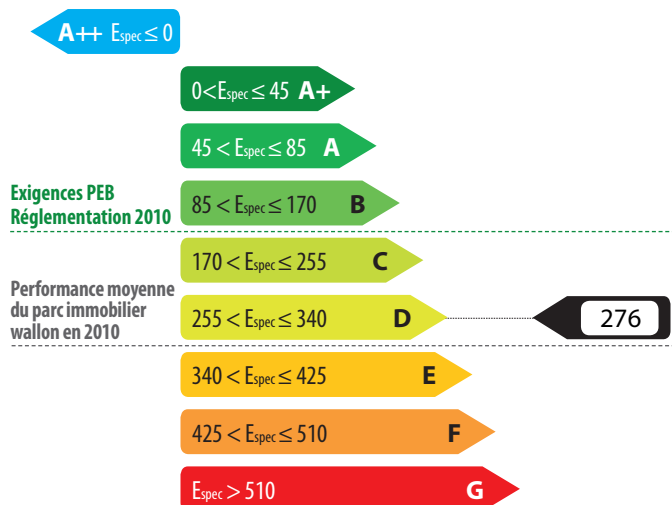 A++ Espec ≤ 0
0<Espec ≤ 45 A+
45 < Espec ≤ 85 A
Exigences PEB
Réglementation 2010
85 < Espec ≤ 170 B
170 < Espec ≤ 255 C
Performance moyenne
du parc immobilier
wallon en 2010
255 < Espec ≤ 340 D
276
340 < Espec ≤ 425 E
425 < Espec ≤ 510 F
Espec > 510 G